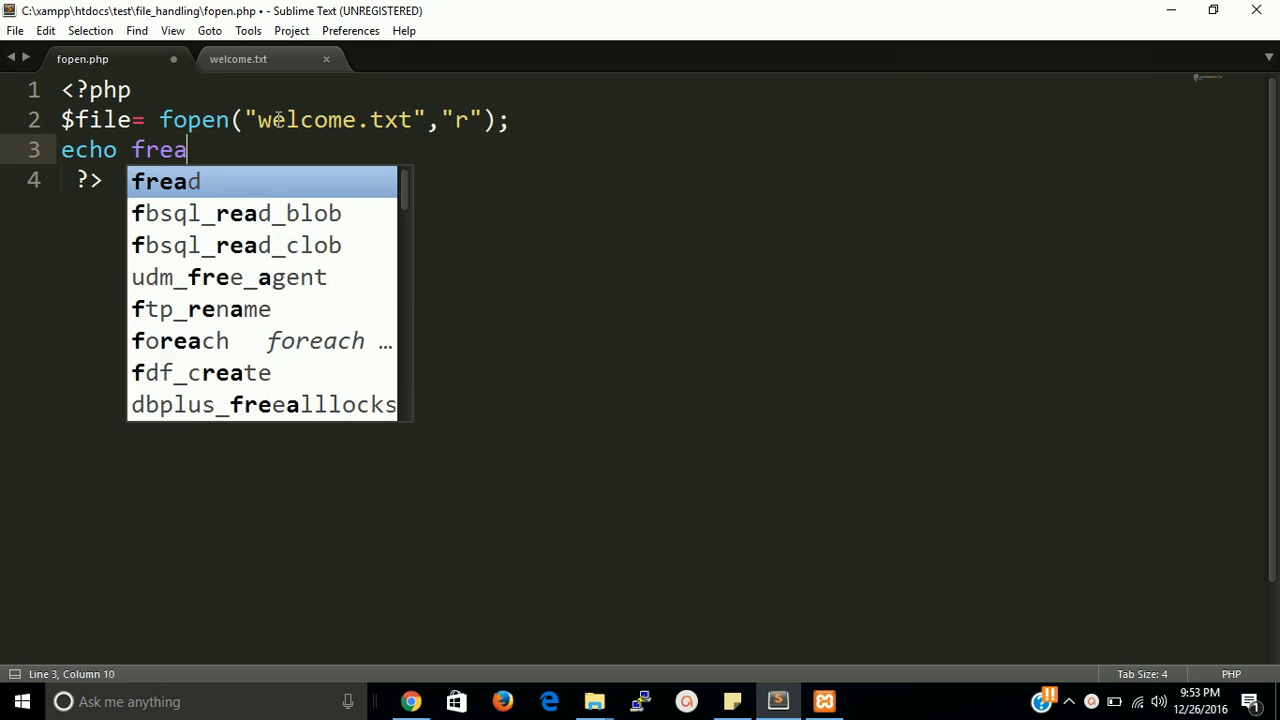 C:\xampp\htdocs\test\file_handling\fopen.php • - Sublime Text (UNREGISTERED)
File Edit Selection Find View Goto Tools Project Preferences Help
fopen.php welcome.txt
1 <?php
2 $file= fopen("welcome.txt","r");
3 echo frea
4 ?>
fread
fbsql_read_blob
fbsql_read_clob
udm_free_agent
ftp_rename
foreach foreach …
fdf_create
dbplus_freealllocks
Line 3, Column 10 Tab Size: 4 PHP
Ask me anything
9:53 PM
12/26/2016
1